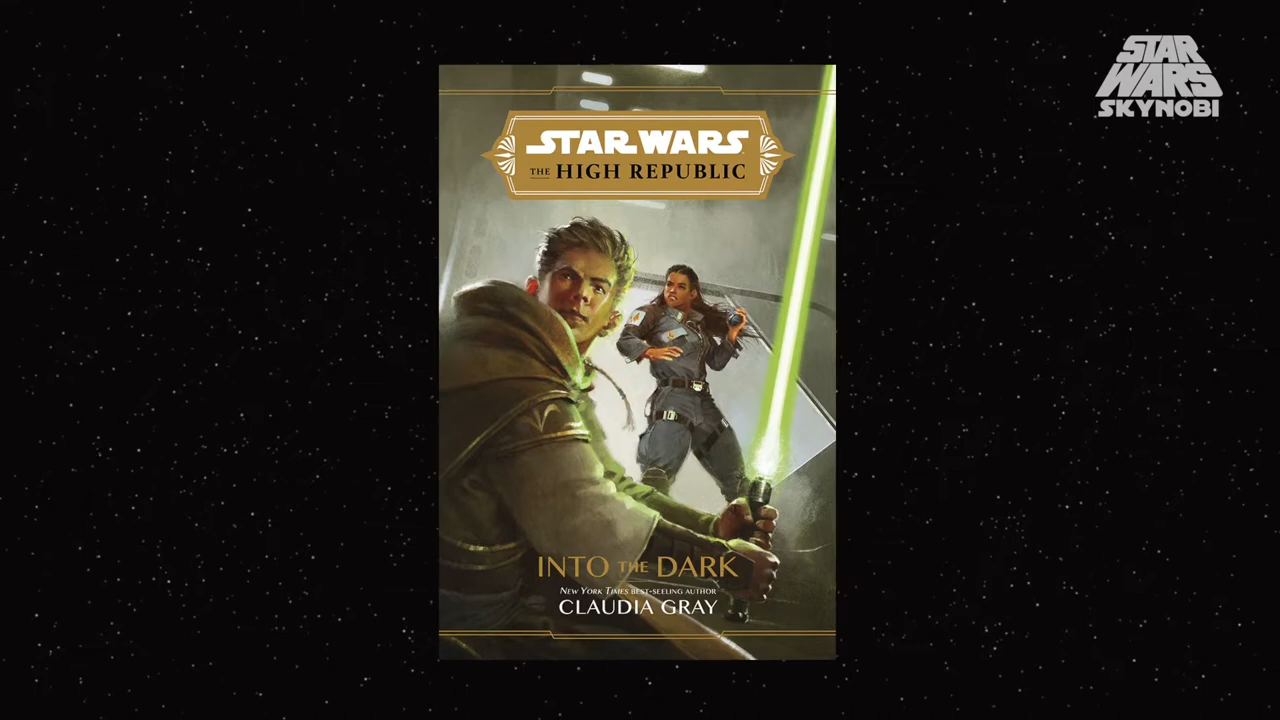 STAR WARS
SKYNOBI
STAR WARS
THE HIGH REPUBLIC
INTO THE DARK
NEW YORK TIMES BEST-SELLING AUTHOR
CLAUDIA GRAY